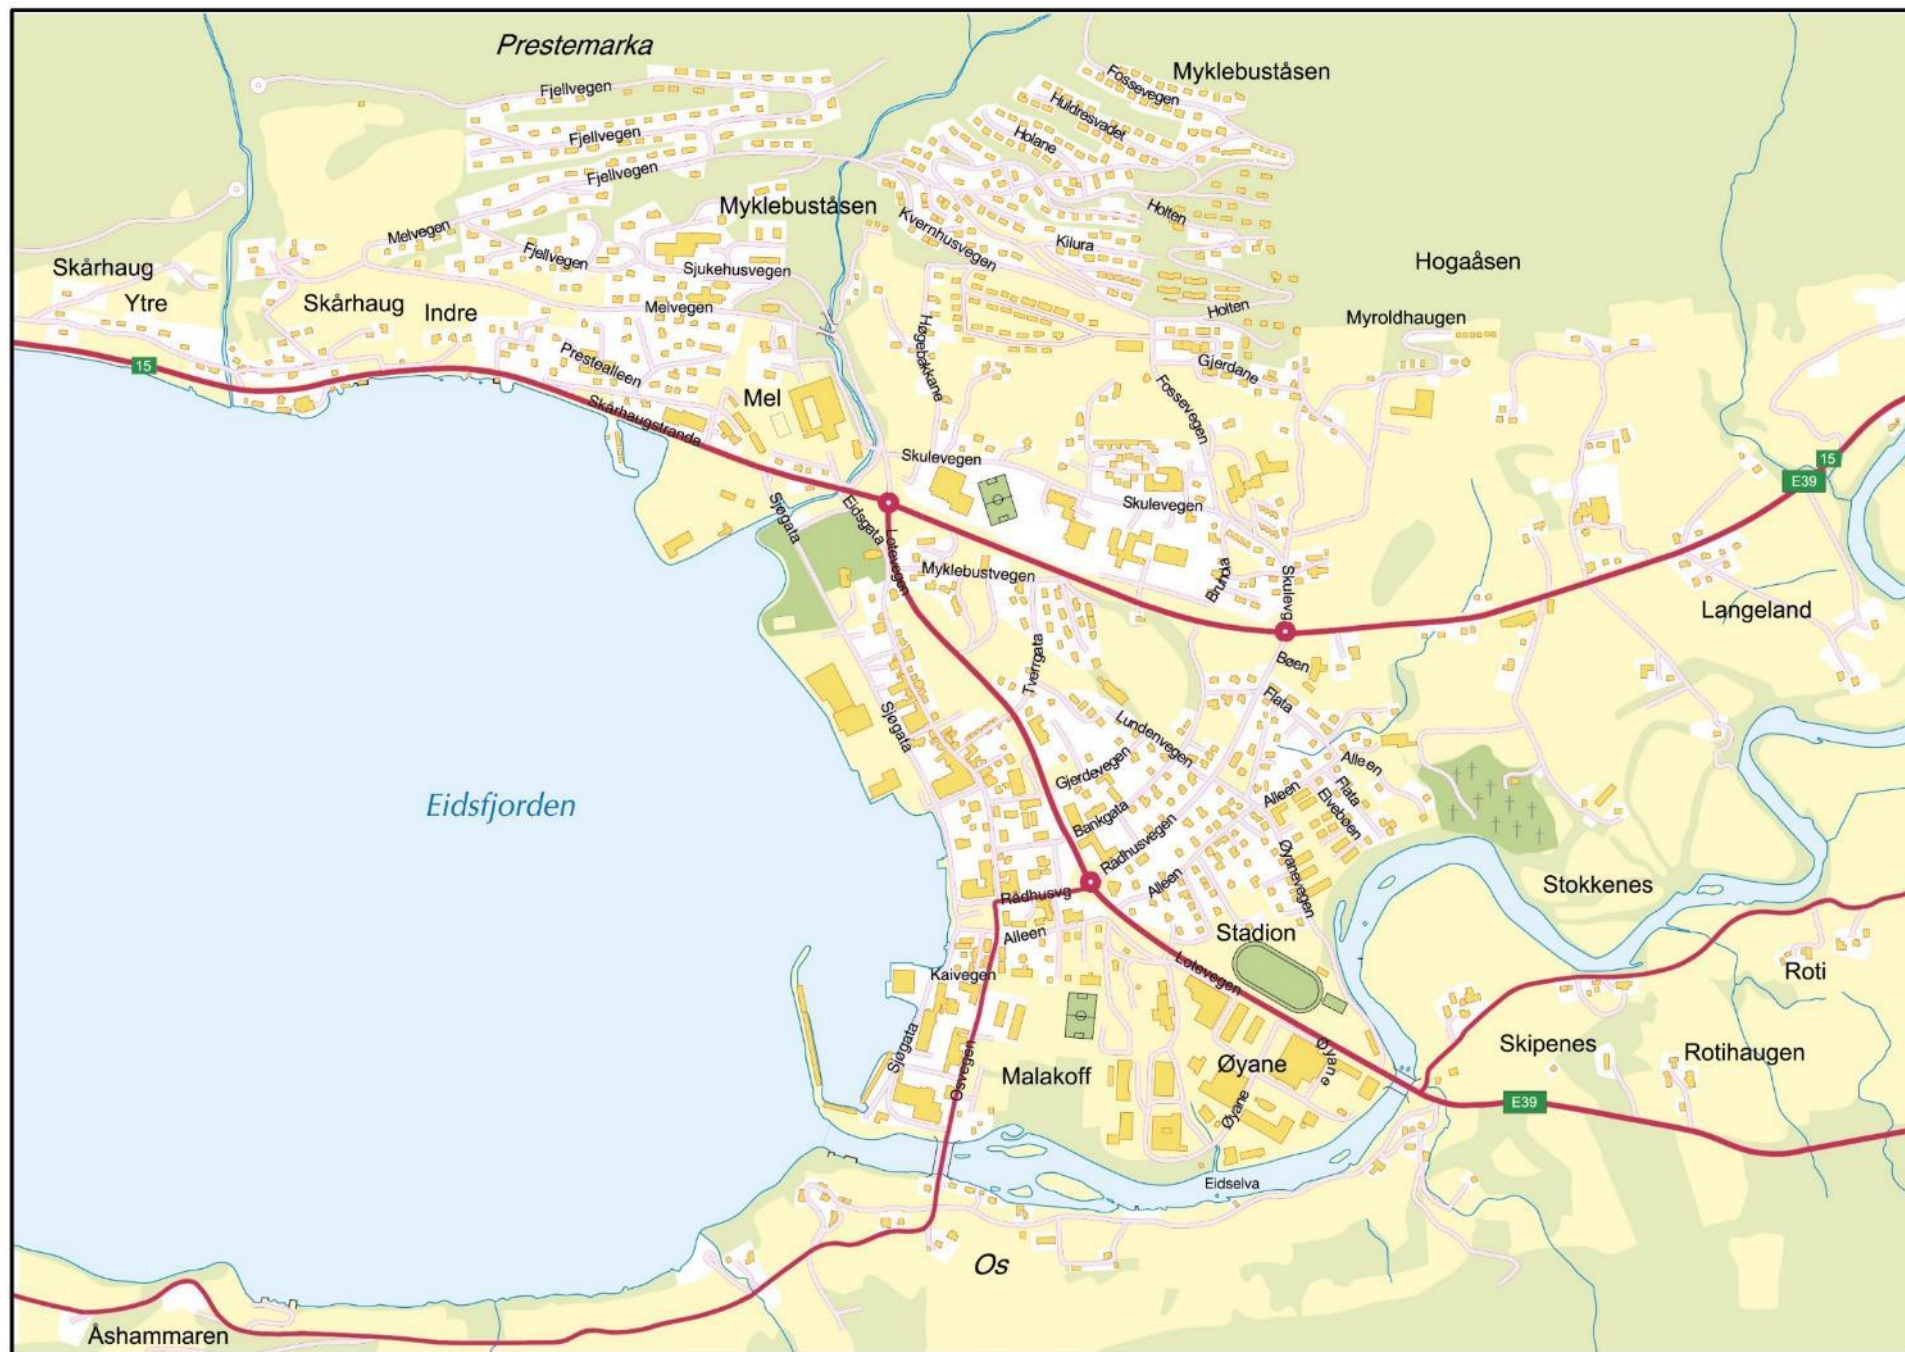 Prestemarka
Myklebuståsen
Fossevegen
Fjellvegen
Huldresvadet
Fjellvegen
Holane
Fjellvegen
Myklebuståsen
Holten
Melvegen
Kvernhusvegen
Kilura
Fjellvegen
Sjukehusvegen
Hogaåsen
Skårhaug
Ytre
Skårhaug
Indre
Melvegen
Holten
Myroldhaugen
Høgebakkane
Prestealleen
Gjerdane
15
Mel
Fossevegen
Skårhaugstranda
Skulevegen
15
E39
Skulevegen
Sjøgata
Eidsgata
Lotevegen
Myklebustvegen
Brunola
Skulevg
Langeland
Bøen
Tverrgata
Flata
Sjøgata
Lundenvegen
Gjerdevegen
Alleen
Alleen
Flata
Elvebøen
Eidsfjorden
Bankgata
Rådhusvegen
Øyanevegen
Alleen
Stokkenes
Rådhusvg
Alleen
Stadion
Kaivegen
Lotevegen
Roti
Sjøgata
Osvegen
Malakoff
Øyane
Øyane
Skipenes
Rotihaugen
Øyane
E39
Eidselva
Os
Åshammaren